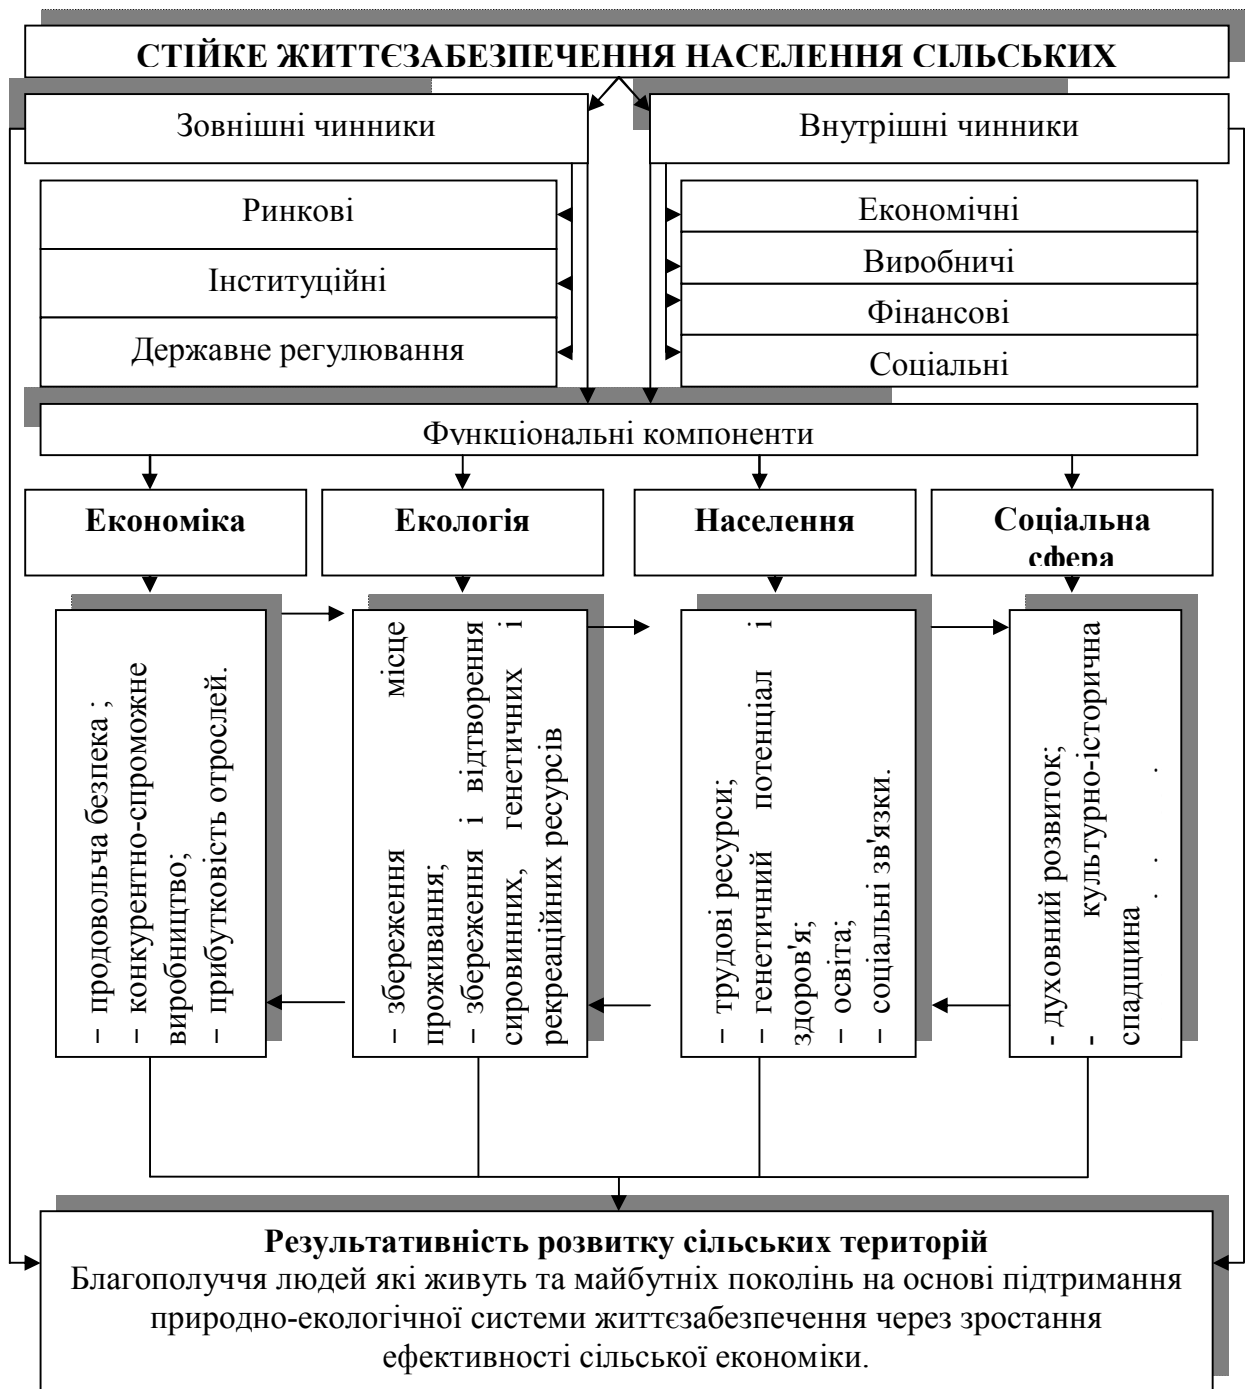 СТІЙКЕ ЖИТТЄЗАБЕЗПЕЧЕННЯ НАСЕЛЕННЯ СІЛЬСЬКИХ
Зовнішні чинники
Внутрішні чинники
Ринкові
Інституційні
Державне регулювання
Економічні
Виробничі
Фінансові
Соціальні
Функціональні компоненти
Економіка
Екологія
Населення
Соціальна
сфера
– продовольча безпека ;
– конкурентно-спроможне
виробництво;
– прибутковість отрослей.
– збереження місце
проживання;
– збереження і відтворення
сировинних, генетичних і
рекреаційних ресурсів
– трудові ресурси;
– генетичний потенціал і
здоров'я;
– освіта;
– соціальні зв'язки.
- духовний розвиток;
- культурно-історична
спадщина
Результативність розвитку сільських територій
Благополуччя людей які живуть та майбутніх поколінь на основі підтримання
природно-екологічної системи життєзабезпечення через зростання
ефективності сільської економіки.